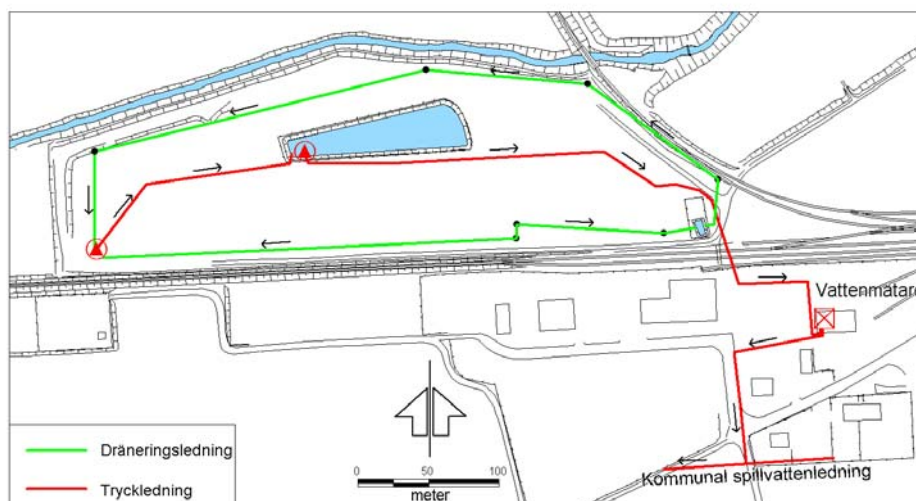 Vattenmätare
Dräneringsledning
Tryckledning
0 50 100
meter
Kommunal spillvattenledning